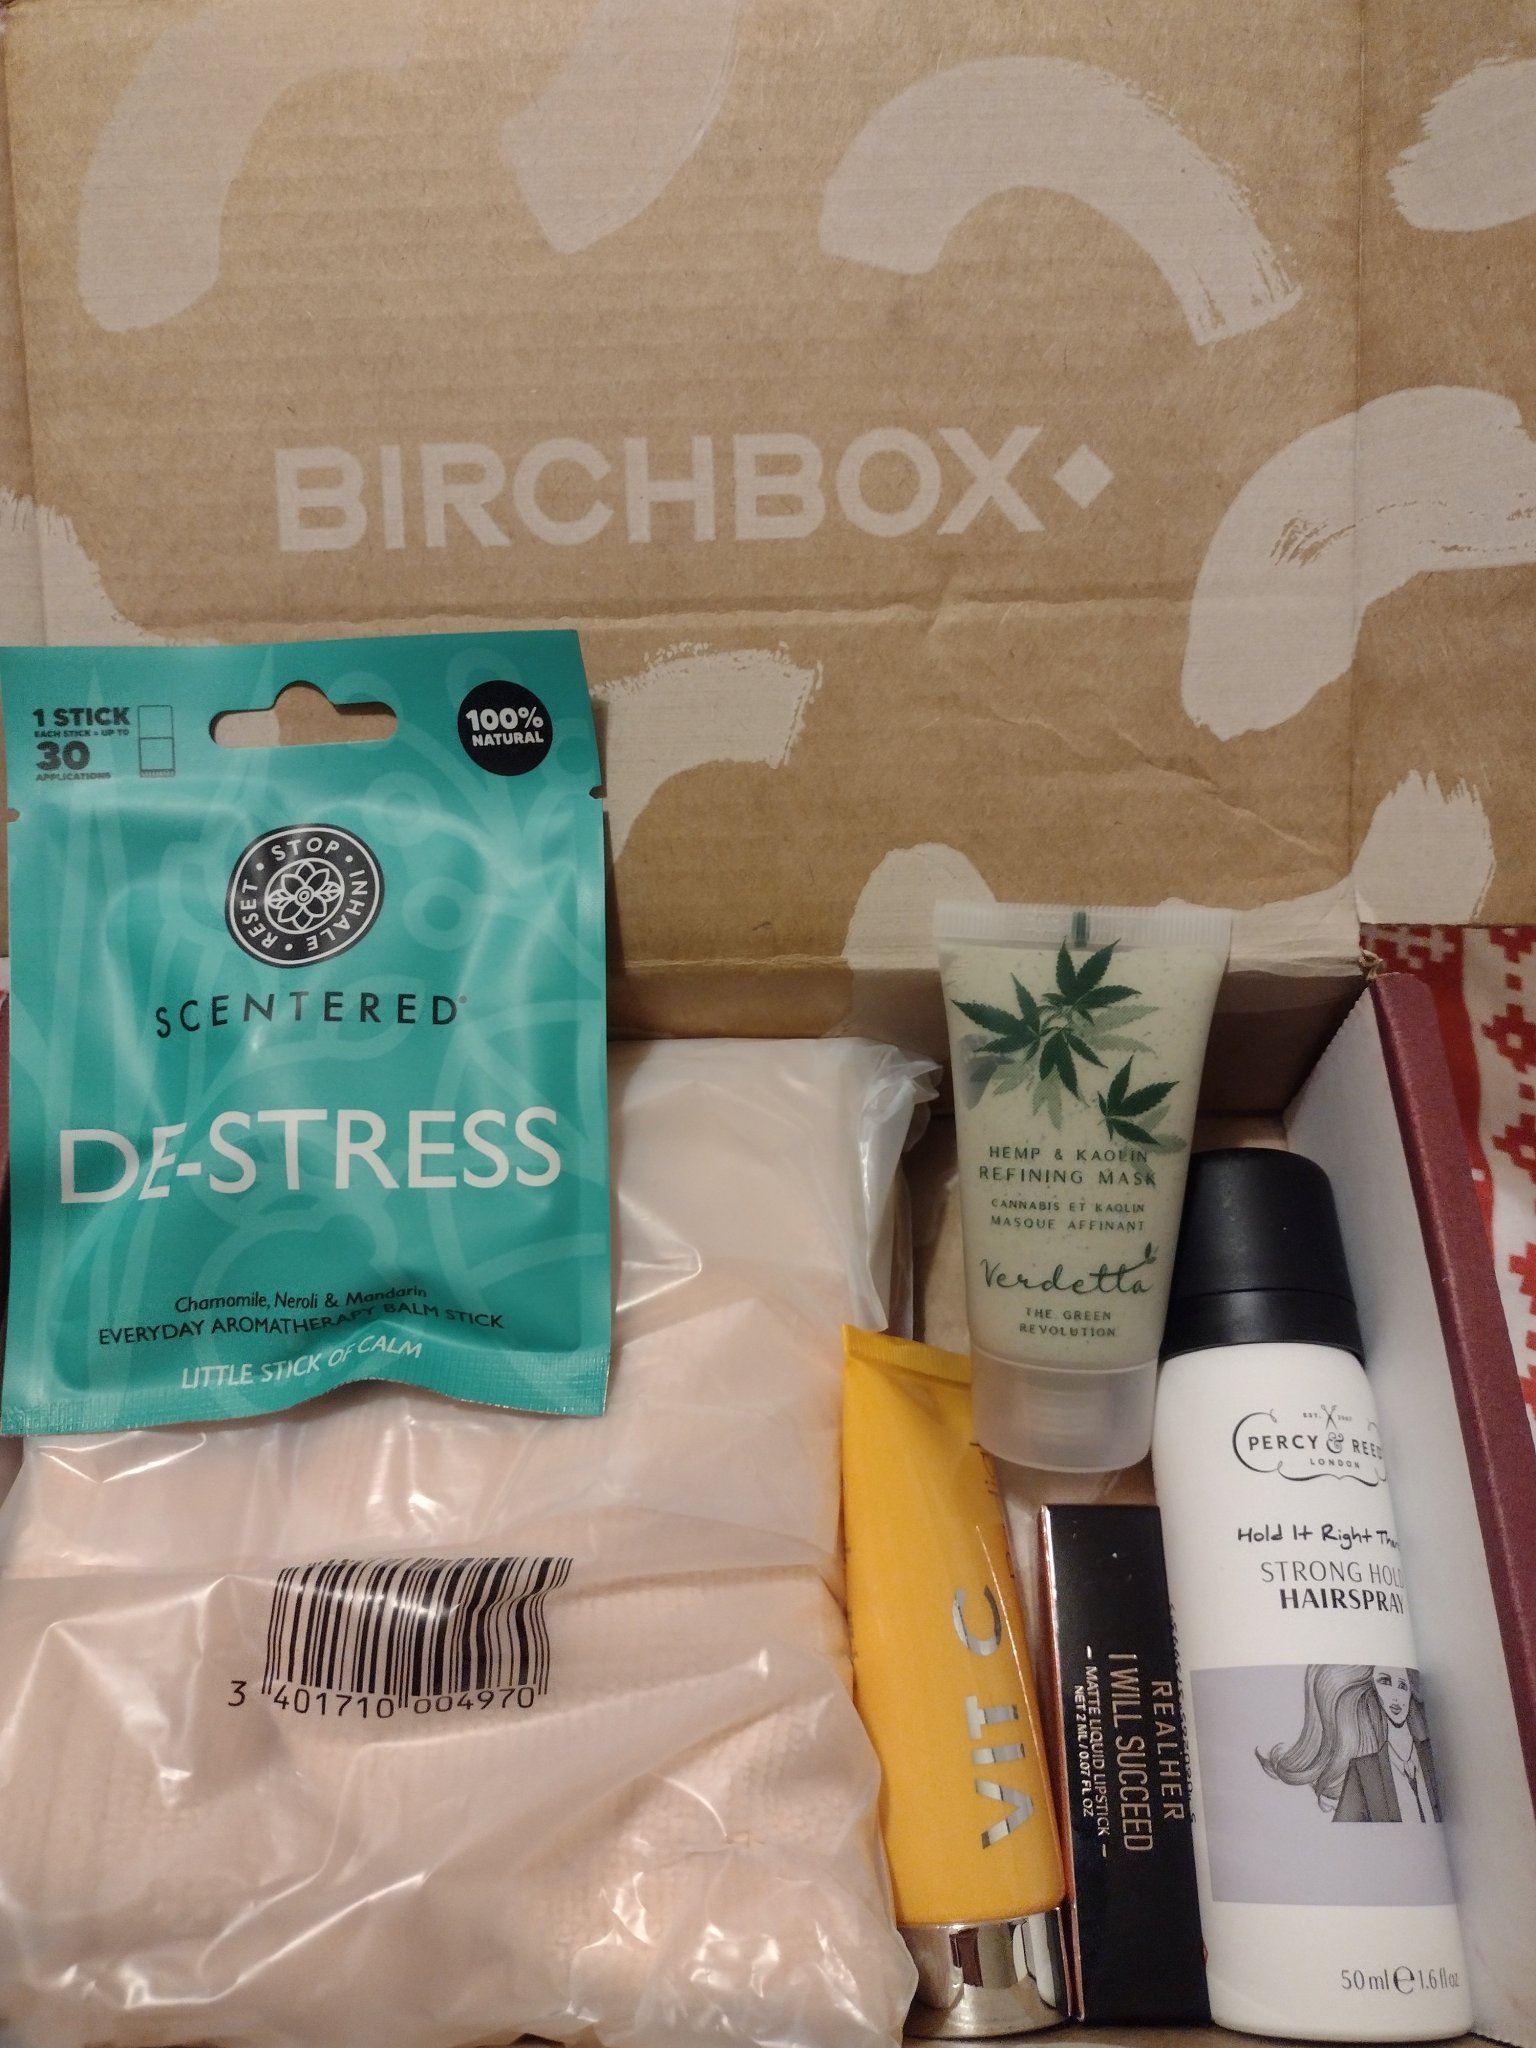 BIRCHBOX
1 STICK
EACH STICK = UP TO
30
APPLICATIONS
100%
NATURAL
STOP • INHALE • RESET •
SCENTERED
DE-STRESS
Chamomile, Neroli & Mandarin
EVERYDAY AROMATHERAPY BALM STICK
LITTLE STICK OF CALM
3 401710 004970
HEMP & KAOLIN
REFINING MASK
CANNABIS ET KAOLIN
MASQUE AFFINANT
Verdetta
THE GREEN
REVOLUTION
VIT C
REALHER
I WILL SUCCEED
– MATTE LIQUID LIPSTICK –
NET 2 ML / 0.07 FL OZ
EST. 2007
PERCY & REED
LONDON
Hold It Right
STRONG HOLD
HAIRSPRAY
50ml e 1.6 fl oz